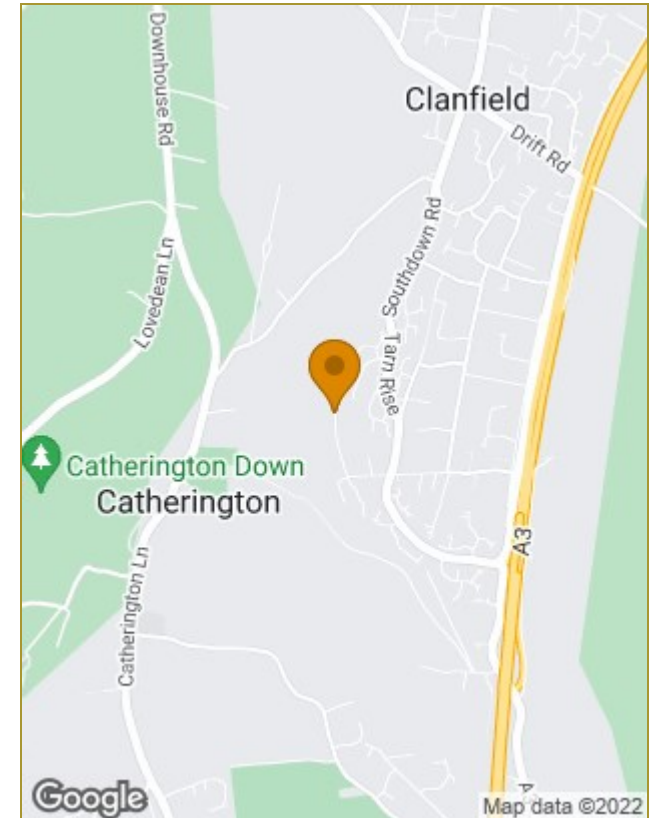 Downhouse Rd
Clanfield
Drift Rd
Southdown Rd
Lovedean Ln
Tarn Rise
Catherington Down
Catherington
A3
Catherington Ln
Google
Map data ©2022